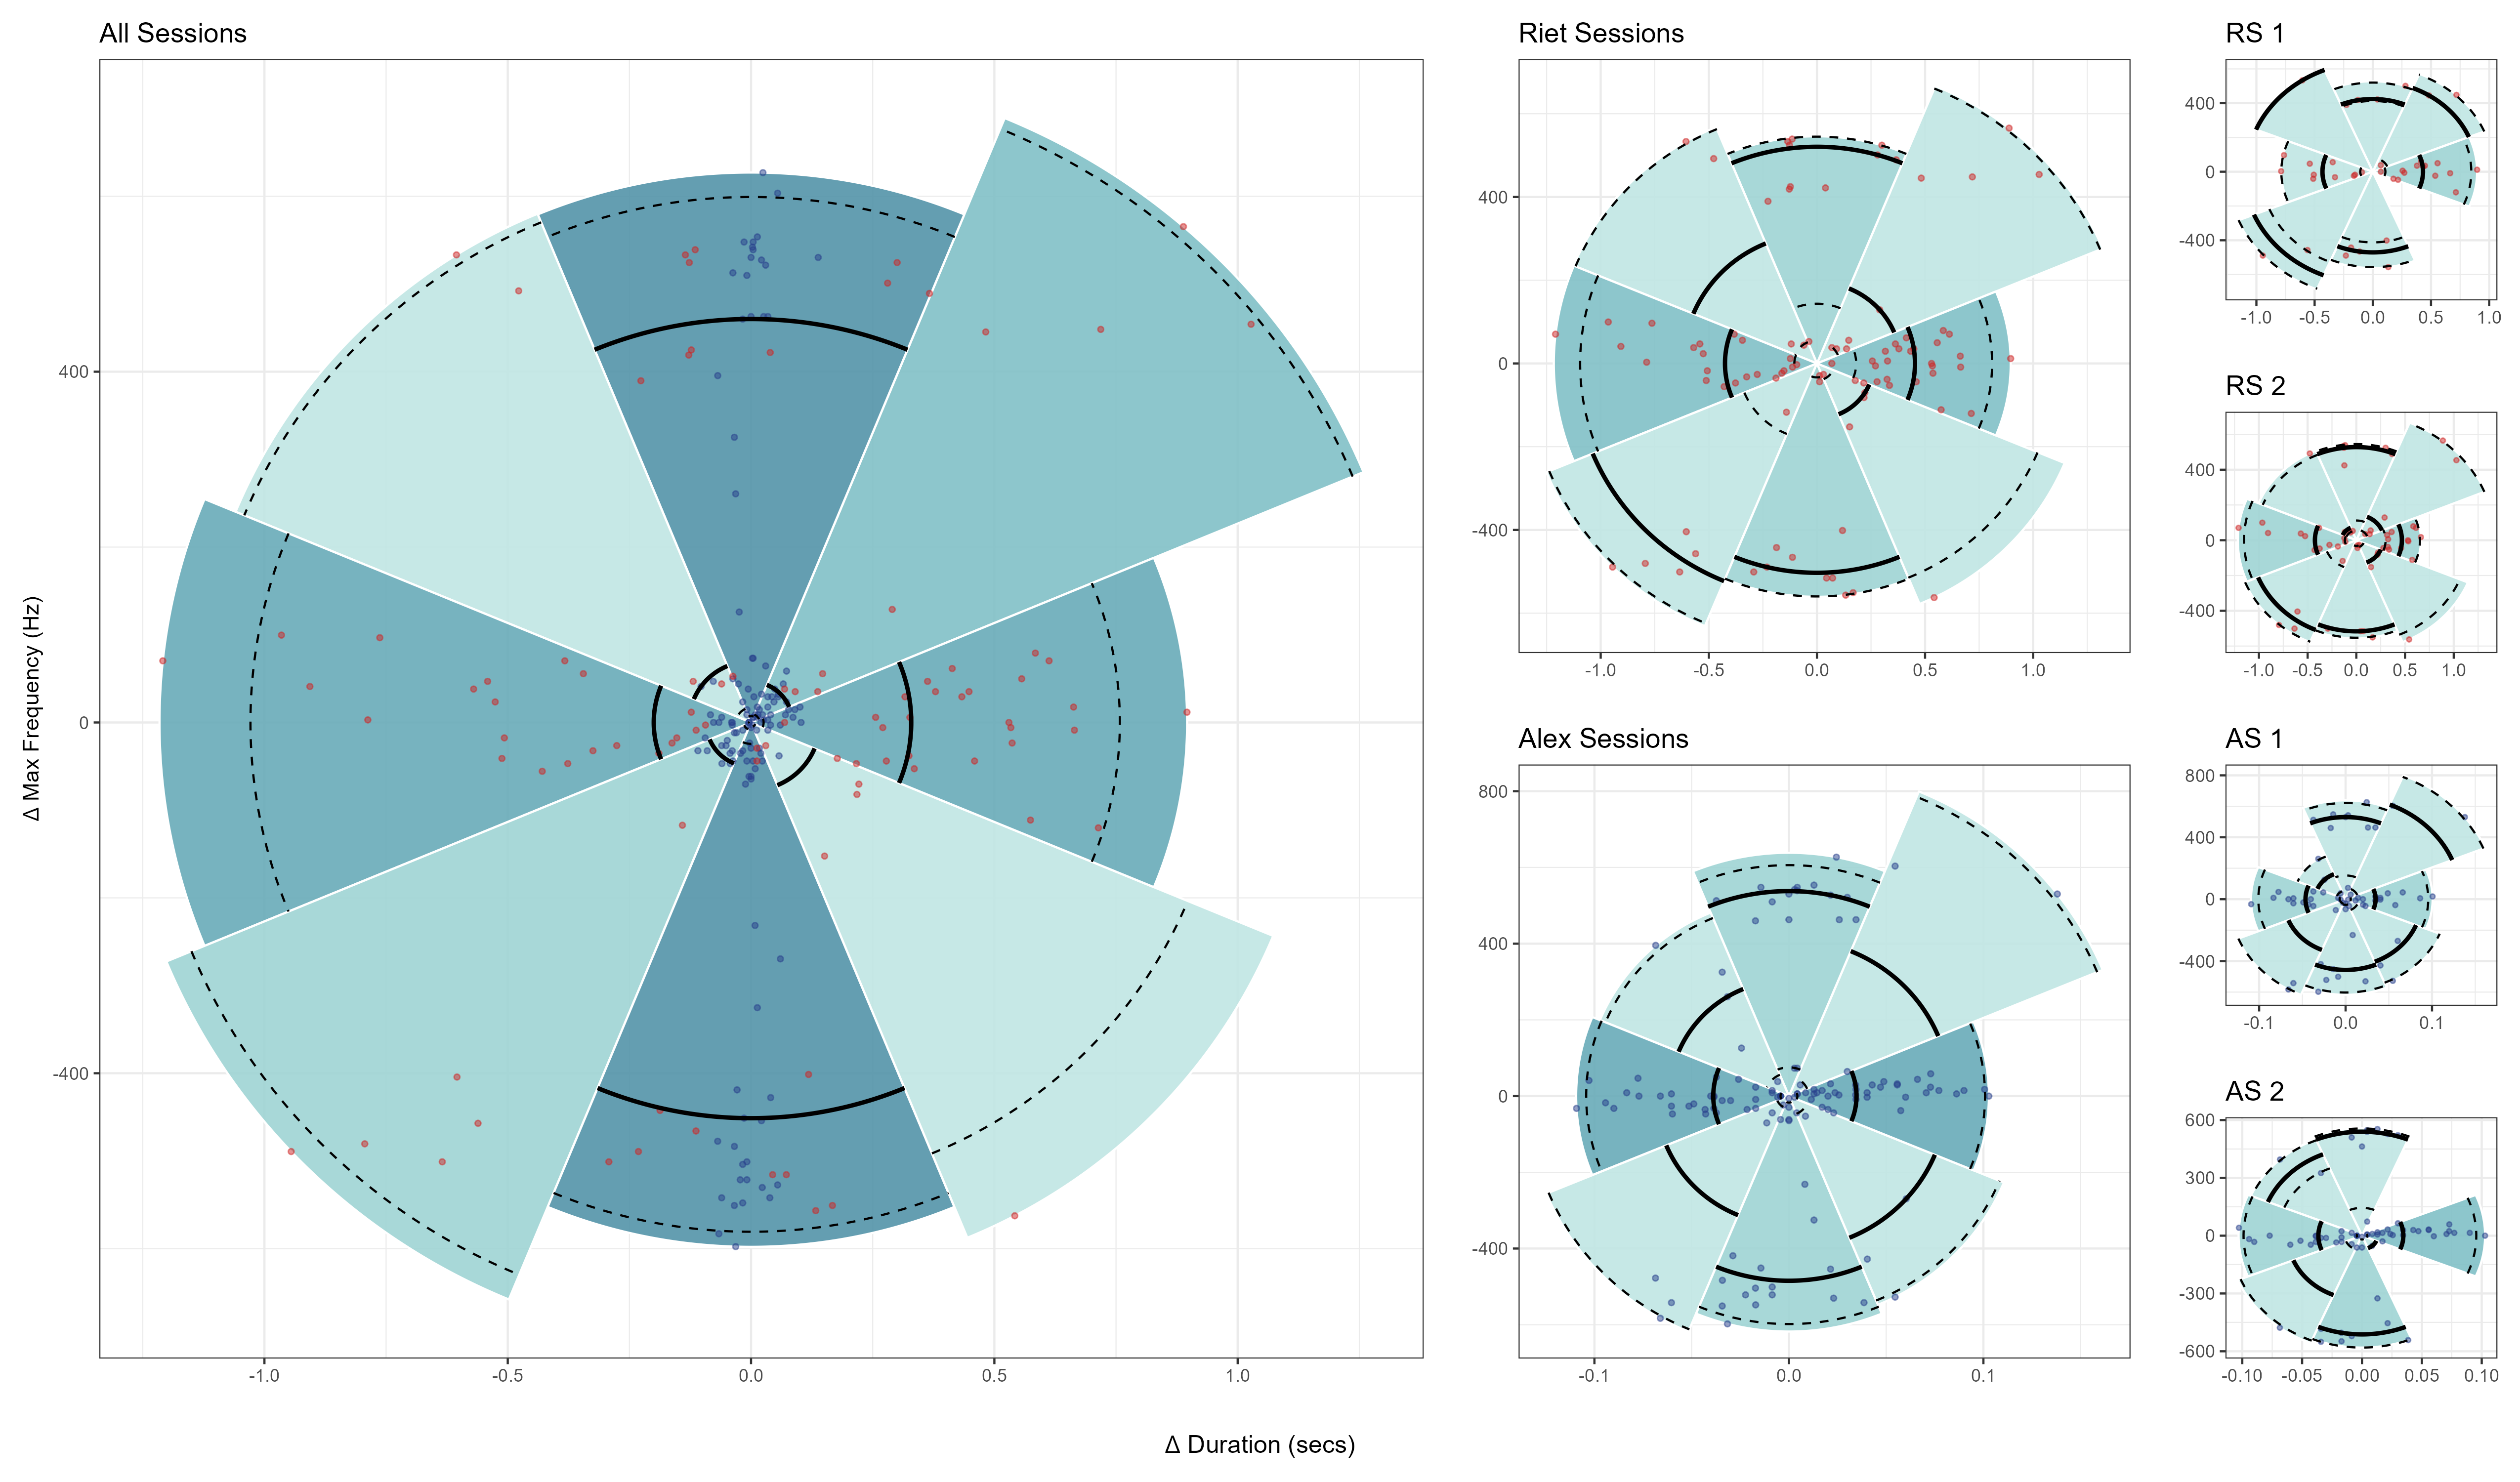 All Sessions
400
0
-400
-1.0 -0.5 0.0 0.5 1.0
Δ Max Frequency (Hz)
Δ Duration (secs)
Riet Sessions
400
0
-400
-1.0 -0.5 0.0 0.5 1.0
Alex Sessions
800
400
0
-400
-0.1 0.0 0.1
RS 1
400
0
-400
-1.0 -0.5 0.0 0.5 1.0
RS 2
400
0
-400
-1.0 -0.5 0.0 0.5 1.0
AS 1
800
400
0
-400
-0.1 0.0 0.1
AS 2
600
300
0
-300
-600
-0.10 -0.05 0.00 0.05 0.10